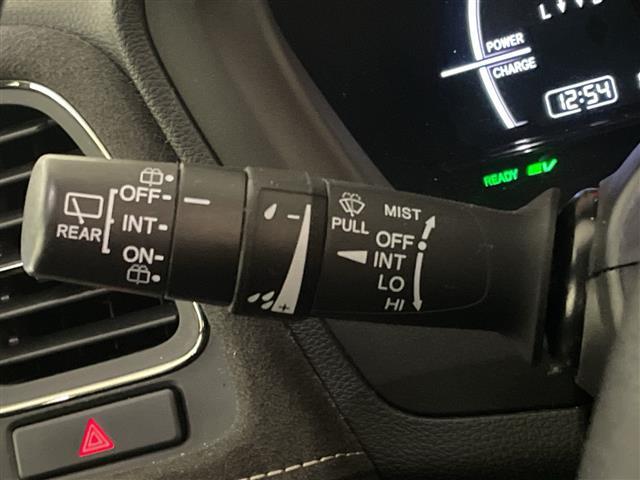 POWER
CHARGE
12:54
READY EV
OFF
INT
ON
REAR
PULL
MIST
OFF
INT
LO
HI